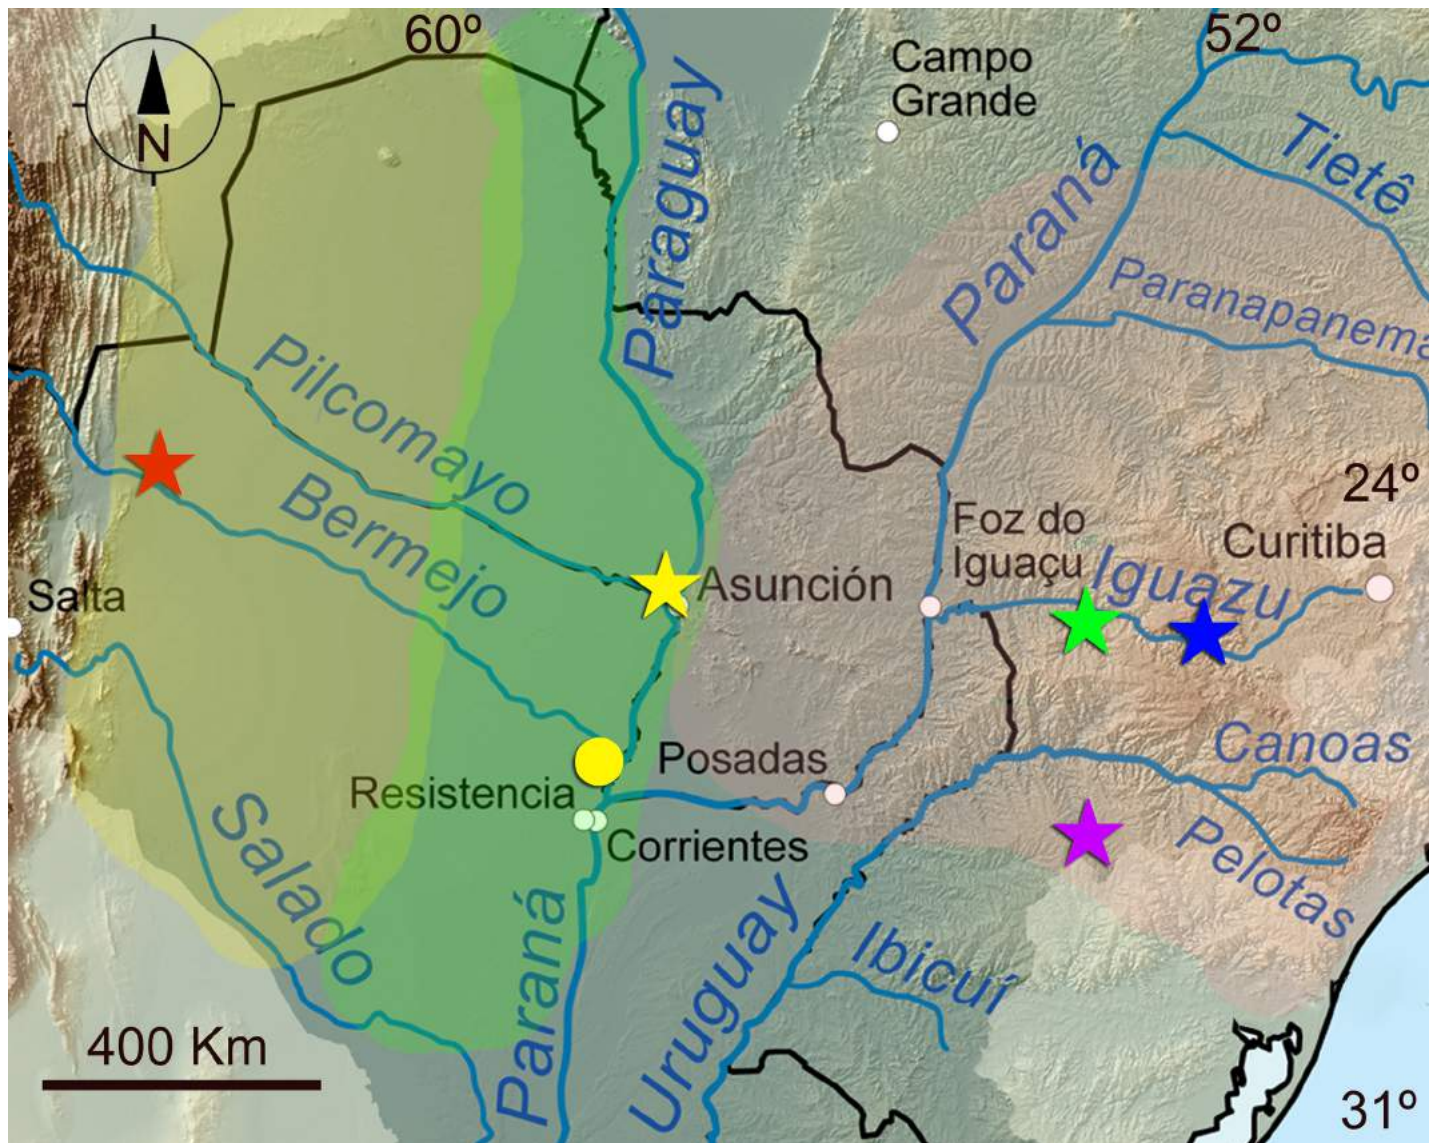 60º
52º
N
Campo
Grande
Paraguay
Paraná
Tietê
Paranapanema
Pilcomayo
Bermejo
24º
Foz do
Iguaçu
Curitiba
Iguazu
Asunción
Salta
Canoas
Posadas
Resistencia
Corrientes
Pelotas
Salado
Paraná
Uruguay
Ibicuí
400 Km
31º